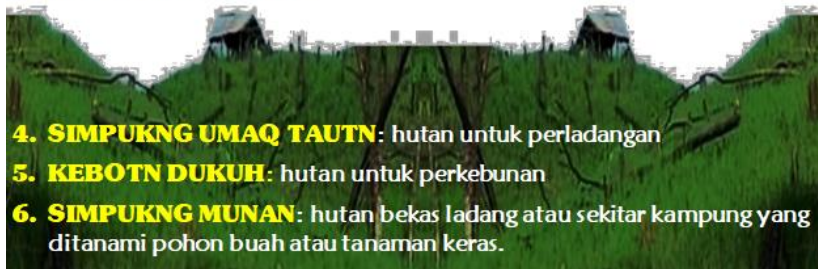 4. SIMPUKNG UMAQ TAUTN: hutan untuk perladangan
5. KEBOTN DUKUH: hutan untuk perkebunan
6. SIMPUKNG MUNAN: hutan bekas ladang atau sekitar kampung yang
ditanami pohon buah atau tanaman keras.